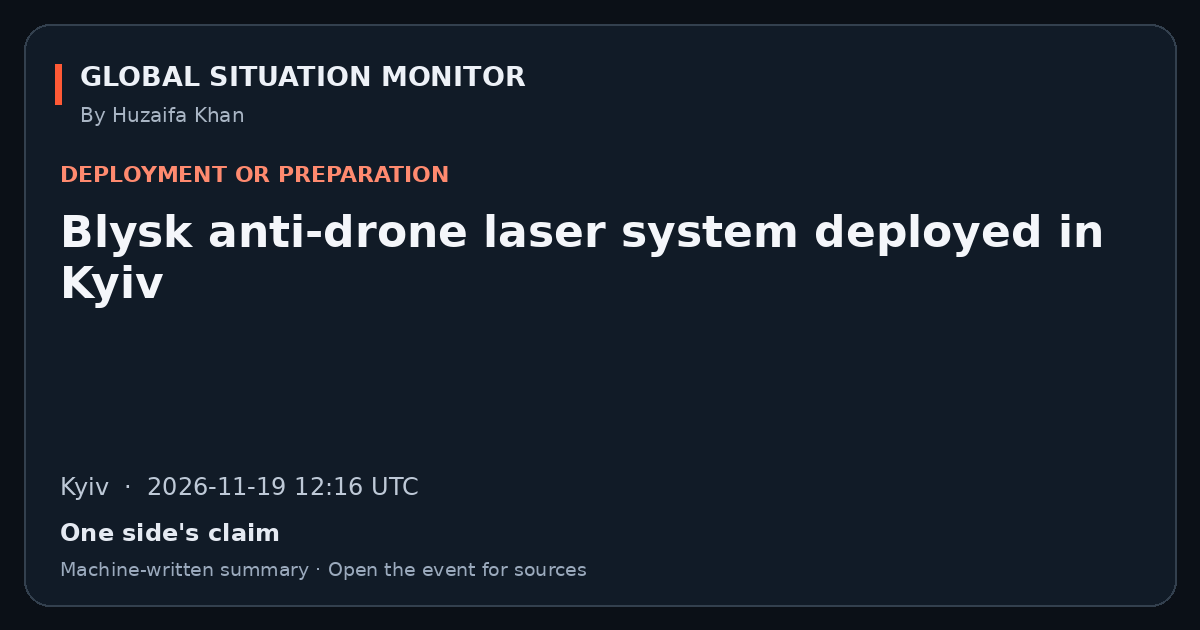 GLOBAL SITUATION MONITOR
By Huzaifa Khan
DEPLOYMENT OR PREPARATION
Blysk anti-drone laser system deployed in
Kyiv
Kyiv · 2026-11-19 12:16 UTC
One side's claim
Machine-written summary · Open the event for sources